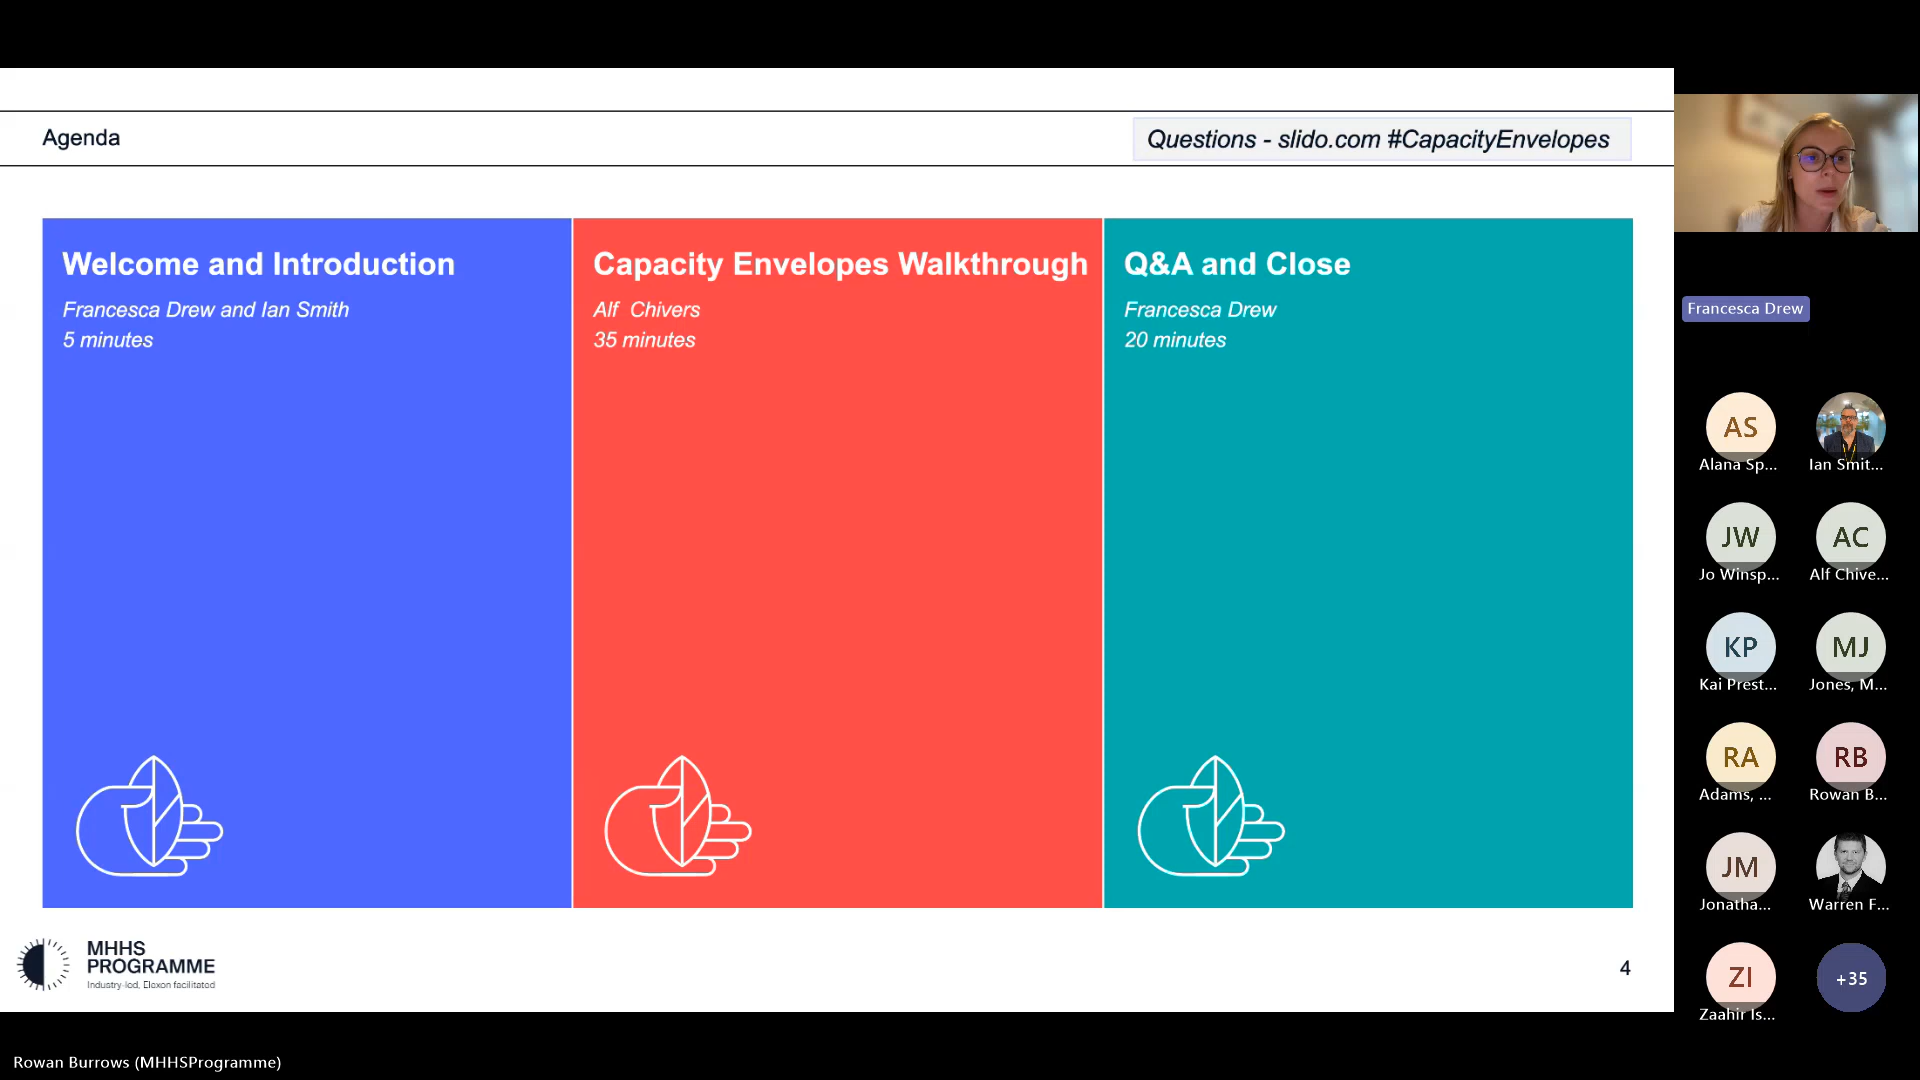 Agenda
Questions - slido.com #CapacityEnvelopes
Welcome and Introduction
Francesca Drew and Ian Smith
5 minutes
Capacity Envelopes Walkthrough
Alf Chivers
35 minutes
Q&A and Close
Francesca Drew
20 minutes
MHHS
PROGRAMME
Industry-led, Elexon facilitated
4
Francesca Drew
AS
Alana Sp...
Ian Smit...
JW
Jo Winsp...
AC
Alf Chive...
KP
Kai Prest...
MJ
Jones, M...
RA
Adams, ...
RB
Rowan B...
JM
Jonatha...
Warren F...
ZI
Zaahir Is...
+35
Rowan Burrows (MHHSProgramme)